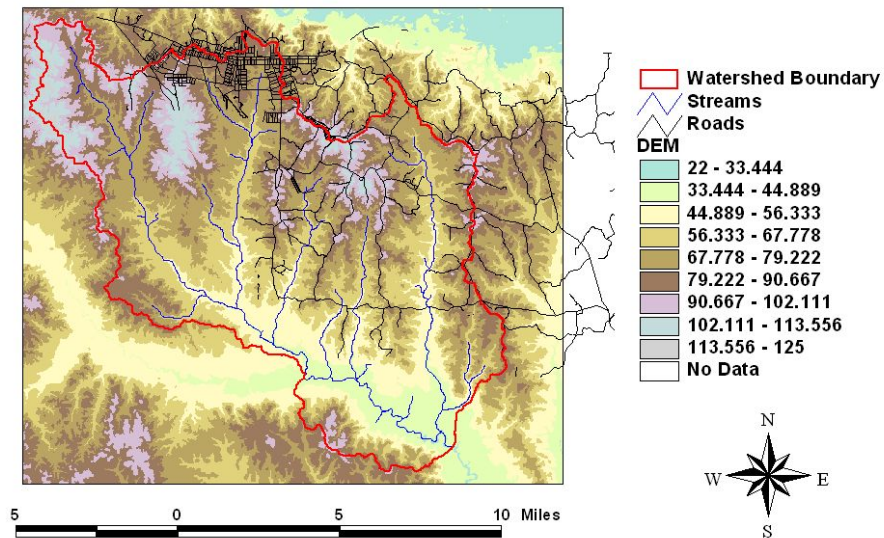 Watershed Boundary
Streams
Roads
DEM
22 - 33.444
33.444 - 44.889
44.889 - 56.333
56.333 - 67.778
67.778 - 79.222
79.222 - 90.667
90.667 - 102.111
102.111 - 113.556
113.556 - 125
No Data
N
W E
S
5 0 5 10 Miles